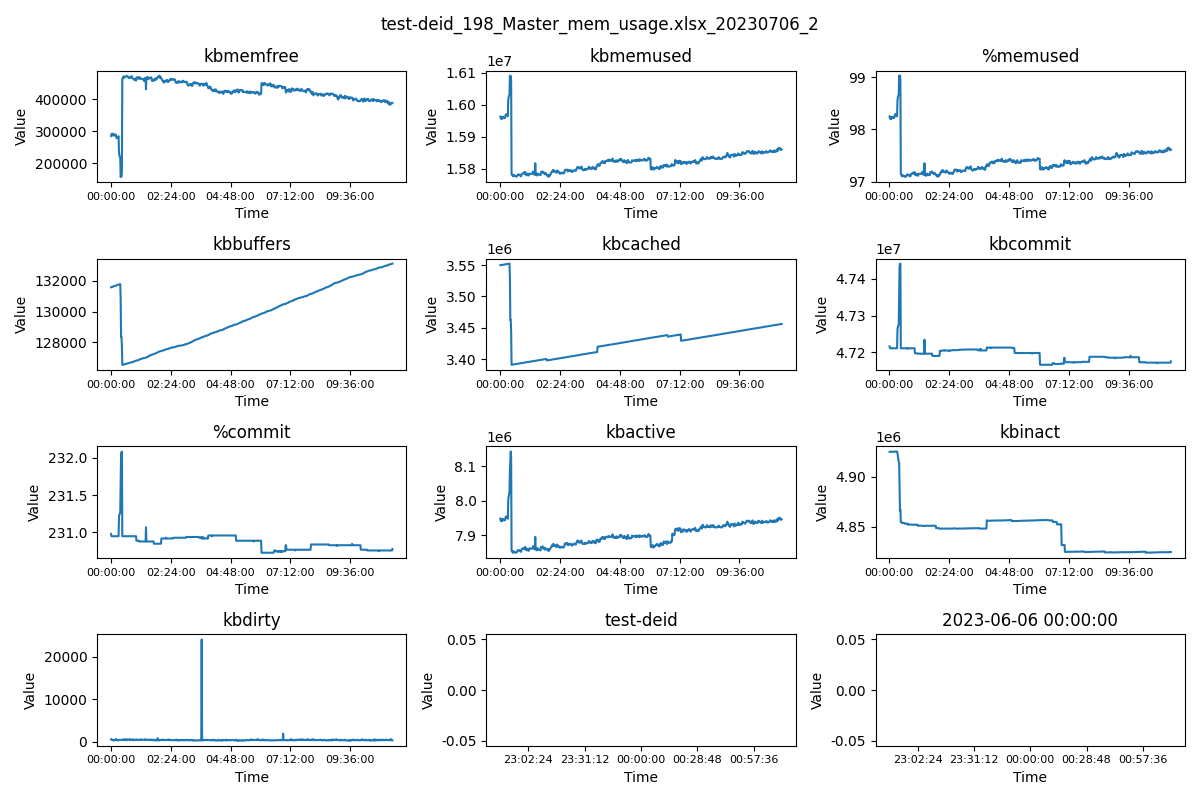 test-deid_198_Master_mem_usage.xlsx_20230706_2
kbmemfree
Value
400000
300000
200000
00:00:00 02:24:00 04:48:00 07:12:00 09:36:00
Time
kbmemused
1e7
Value
1.61
1.60
1.59
1.58
00:00:00 02:24:00 04:48:00 07:12:00 09:36:00
Time
%memused
Value
99
98
97
00:00:00 02:24:00 04:48:00 07:12:00 09:36:00
Time
kbbuffers
Value
132000
130000
128000
00:00:00 02:24:00 04:48:00 07:12:00 09:36:00
Time
kbcached
1e6
Value
3.55
3.50
3.45
3.40
00:00:00 02:24:00 04:48:00 07:12:00 09:36:00
Time
kbcommit
1e7
Value
4.74
4.73
4.72
00:00:00 02:24:00 04:48:00 07:12:00 09:36:00
Time
%commit
Value
232.0
231.5
231.0
00:00:00 02:24:00 04:48:00 07:12:00 09:36:00
Time
kbactive
1e6
Value
8.1
8.0
7.9
00:00:00 02:24:00 04:48:00 07:12:00 09:36:00
Time
kbinact
1e6
Value
4.90
4.85
00:00:00 02:24:00 04:48:00 07:12:00 09:36:00
Time
kbdirty
Value
20000
10000
0
00:00:00 02:24:00 04:48:00 07:12:00 09:36:00
Time
test-deid
Value
0.05
0.00
-0.05
23:02:24 23:31:12 00:00:00 00:28:48 00:57:36
Time
2023-06-06 00:00:00
Value
0.05
0.00
-0.05
23:02:24 23:31:12 00:00:00 00:28:48 00:57:36
Time